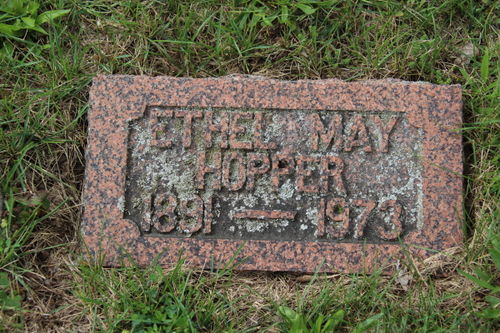 ETHEL MAY
HOPPER
1891 — 1973